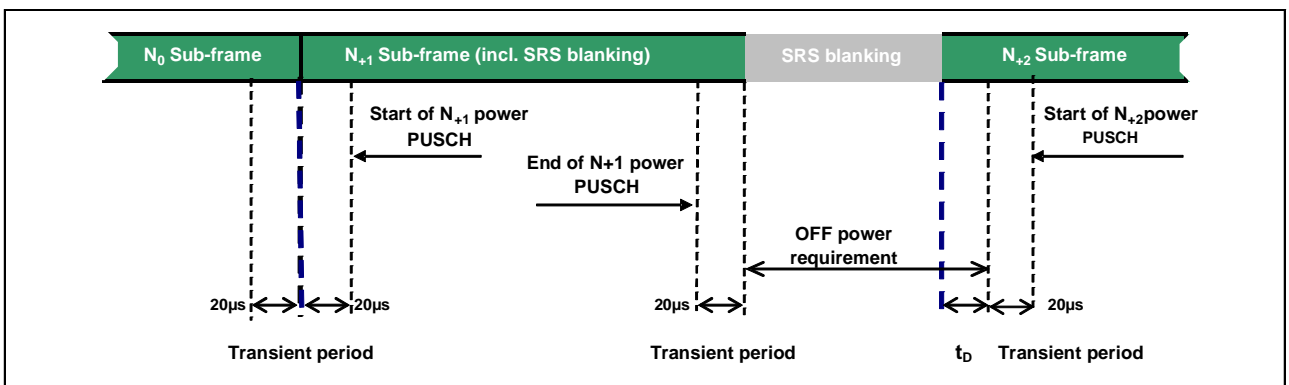 N₀ Sub-frame
N₊₁ Sub-frame (incl. SRS blanking)
SRS blanking
N₊₂ Sub-frame
Start of N₊₁ power
PUSCH
End of N+1 power
PUSCH
Start of N₊₂power
PUSCH
OFF power
requirement
20µs
20µs
20µs
20µs
Transient period
Transient period
t_D
Transient period